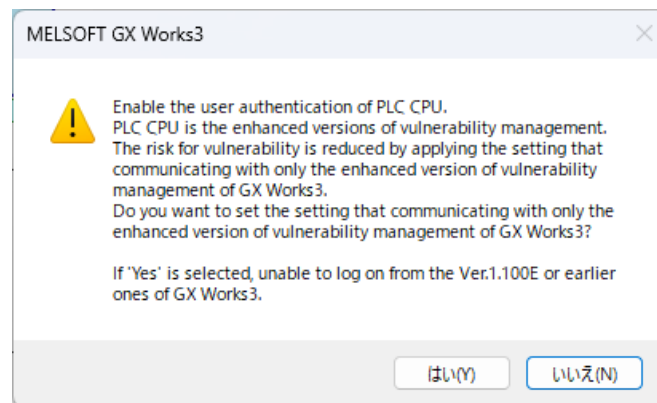 MELSOFT GX Works3
Enable the user authentication of PLC CPU.
PLC CPU is the enhanced versions of vulnerability management.
The risk for vulnerability is reduced by applying the setting that
communicating with only the enhanced version of vulnerability
management of GX Works3.
Do you want to set the setting that communicating with only the
enhanced version of vulnerability management of GX Works3?
If 'Yes' is selected, unable to log on from the Ver.1.100E or earlier
ones of GX Works3.
はい(Y) いいえ(N)